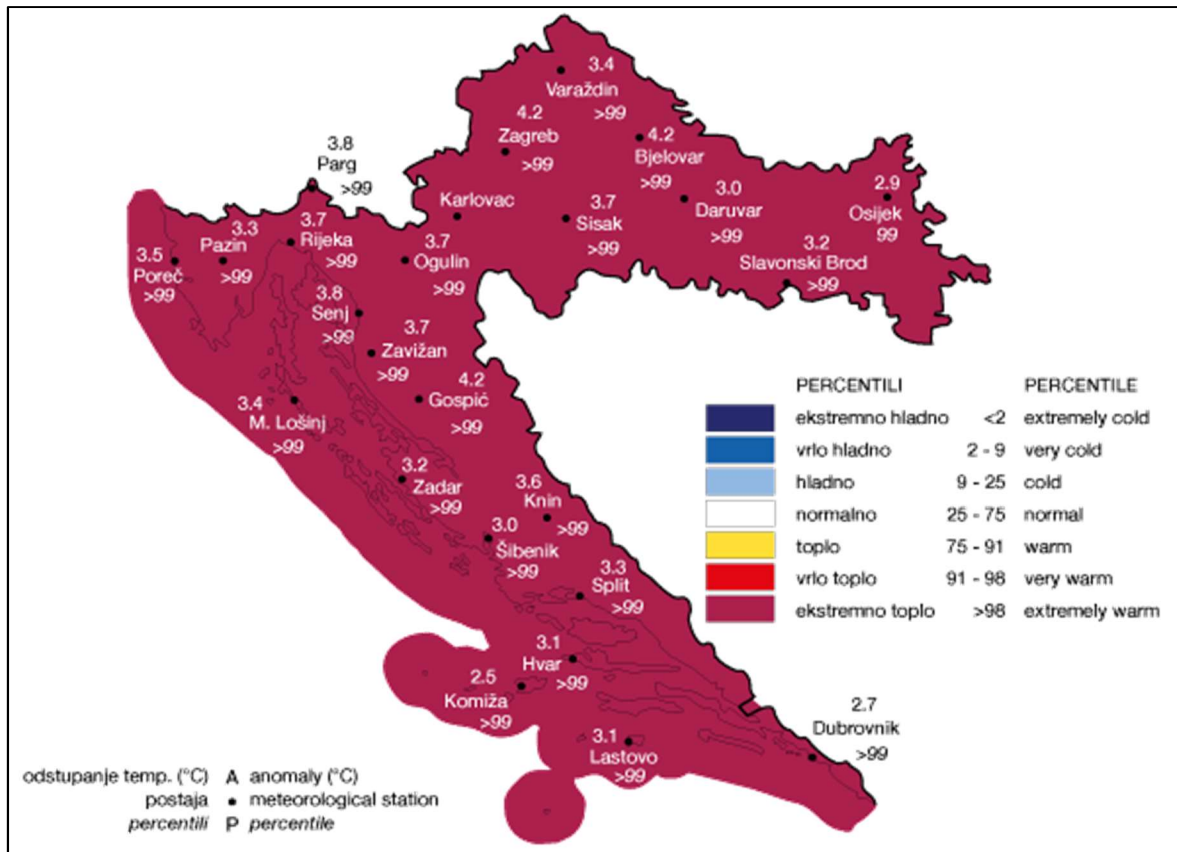 3.4
Varaždin
>99
4.2
Zagreb
>99
4.2
Bjelovar
>99
3.8
Parg
>99
Karlovac
3.7
Sisak
>99
3.0
Daruvar
>99
2.9
Osijek
99
3.2
Slavonski Brod
>99
3.5
Poreč
>99
3.3
Pazin
>99
3.7
Rijeka
>99
3.7
Ogulin
>99
3.8
Senj
>99
3.7
Zavižan
>99
4.2
Gospić
>99
3.4
M. Lošinj
>99
3.2
Zadar
>99
3.6
Knin
>99
3.0
Šibenik
>99
3.3
Split
>99
3.1
Hvar
>99
2.5
Komiža
>99
3.1
Lastovo
>99
2.7
Dubrovnik
>99
PERCENTILI PERCENTILE
ekstremno hladno <2 extremely cold
vrlo hladno 2 - 9 very cold
hladno 9 - 25 cold
normalno 25 - 75 normal
toplo 75 - 91 warm
vrlo toplo 91 - 98 very warm
ekstremno toplo >98 extremely warm
odstupanje temp. (°C) A anomaly (°C)
postaja • meteorological station
percentili P percentile